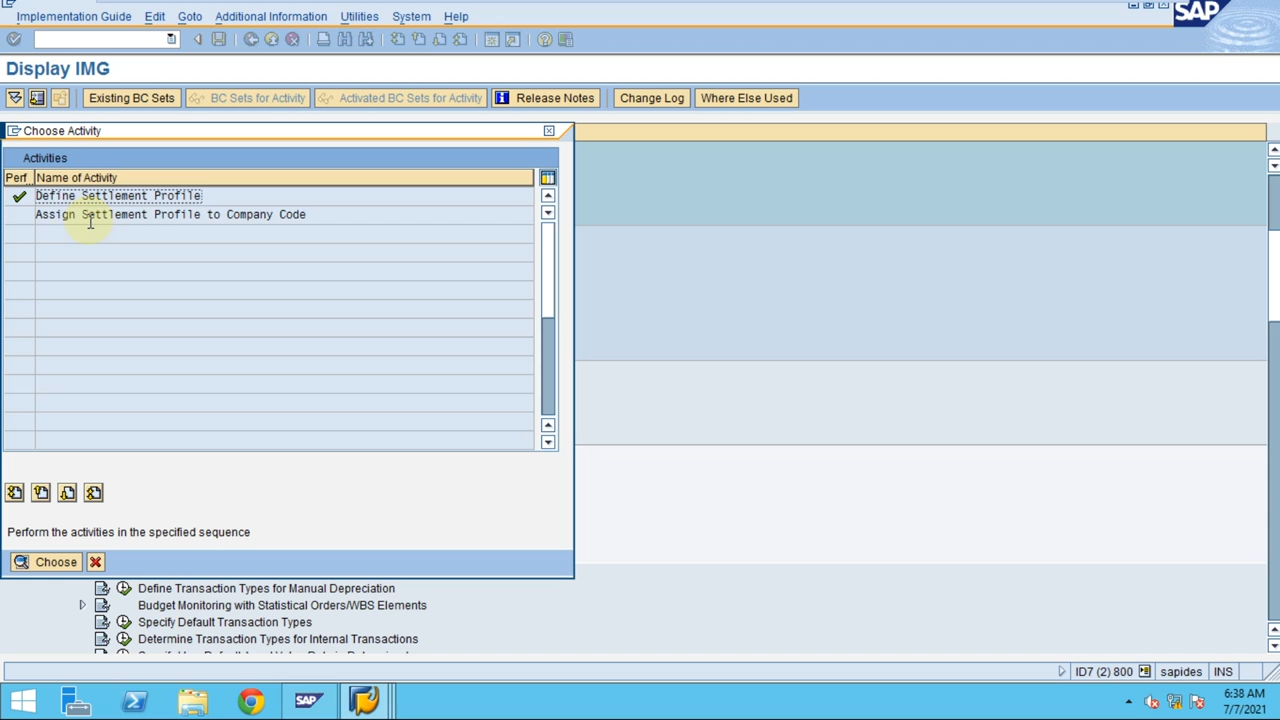 Implementation Guide Edit Goto Additional Information Utilities System Help
SAP
Display IMG
Existing BC Sets BC Sets for Activity Activated BC Sets for Activity Release Notes Change Log Where Else Used
Choose Activity
Activities
Perf.. Name of Activity
Define Settlement Profile
Assign Settlement Profile to Company Code
Perform the activities in the specified sequence
Choose
Define Transaction Types for Manual Depreciation
Budget Monitoring with Statistical Orders/WBS Elements
Specify Default Transaction Types
Determine Transaction Types for Internal Transactions
ID7 (2) 800 sapides INS
SAP
6:38 AM
7/7/2021